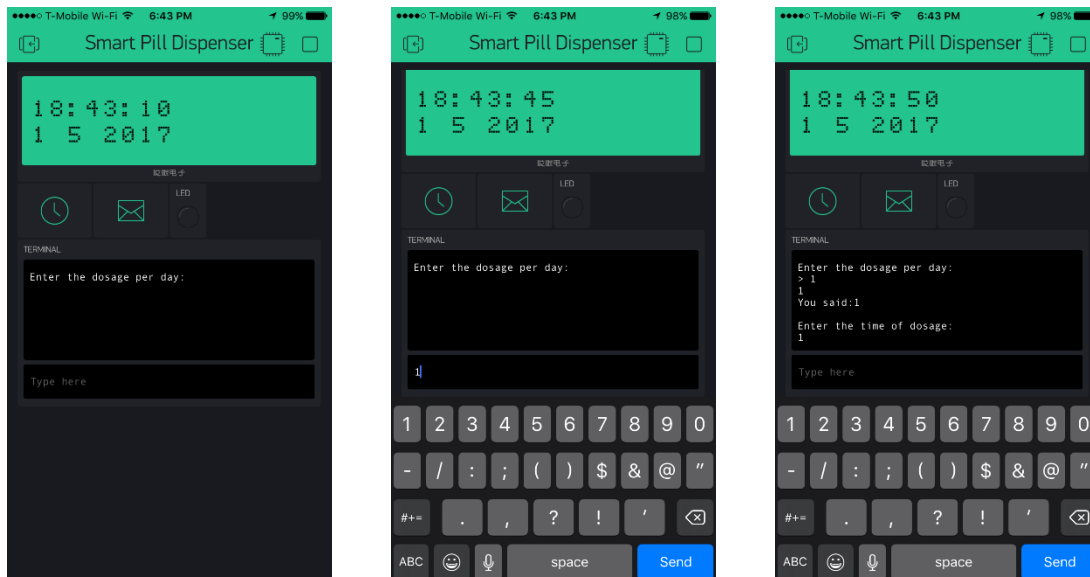 T-Mobile Wi-Fi 6:43 PM 99%
Smart Pill Dispenser
18:43:10
1 5 2017
LED
TERMINAL
Enter the dosage per day:
Type here
T-Mobile Wi-Fi 6:43 PM 98%
Smart Pill Dispenser
18:43:45
1 5 2017
LED
TERMINAL
Enter the dosage per day:
1
1 2 3 4 5 6 7 8 9 0
- / : ; ( ) $ & @ "
#+= . , ? ! '
ABC space Send
T-Mobile Wi-Fi 6:43 PM 98%
Smart Pill Dispenser
18:43:50
1 5 2017
LED
TERMINAL
Enter the dosage per day:
> 1
1
You said:1
Enter the time of dosage:
1
Type here
1 2 3 4 5 6 7 8 9 0
- / : ; ( ) $ & @ "
#+= . , ? ! '
ABC space Send